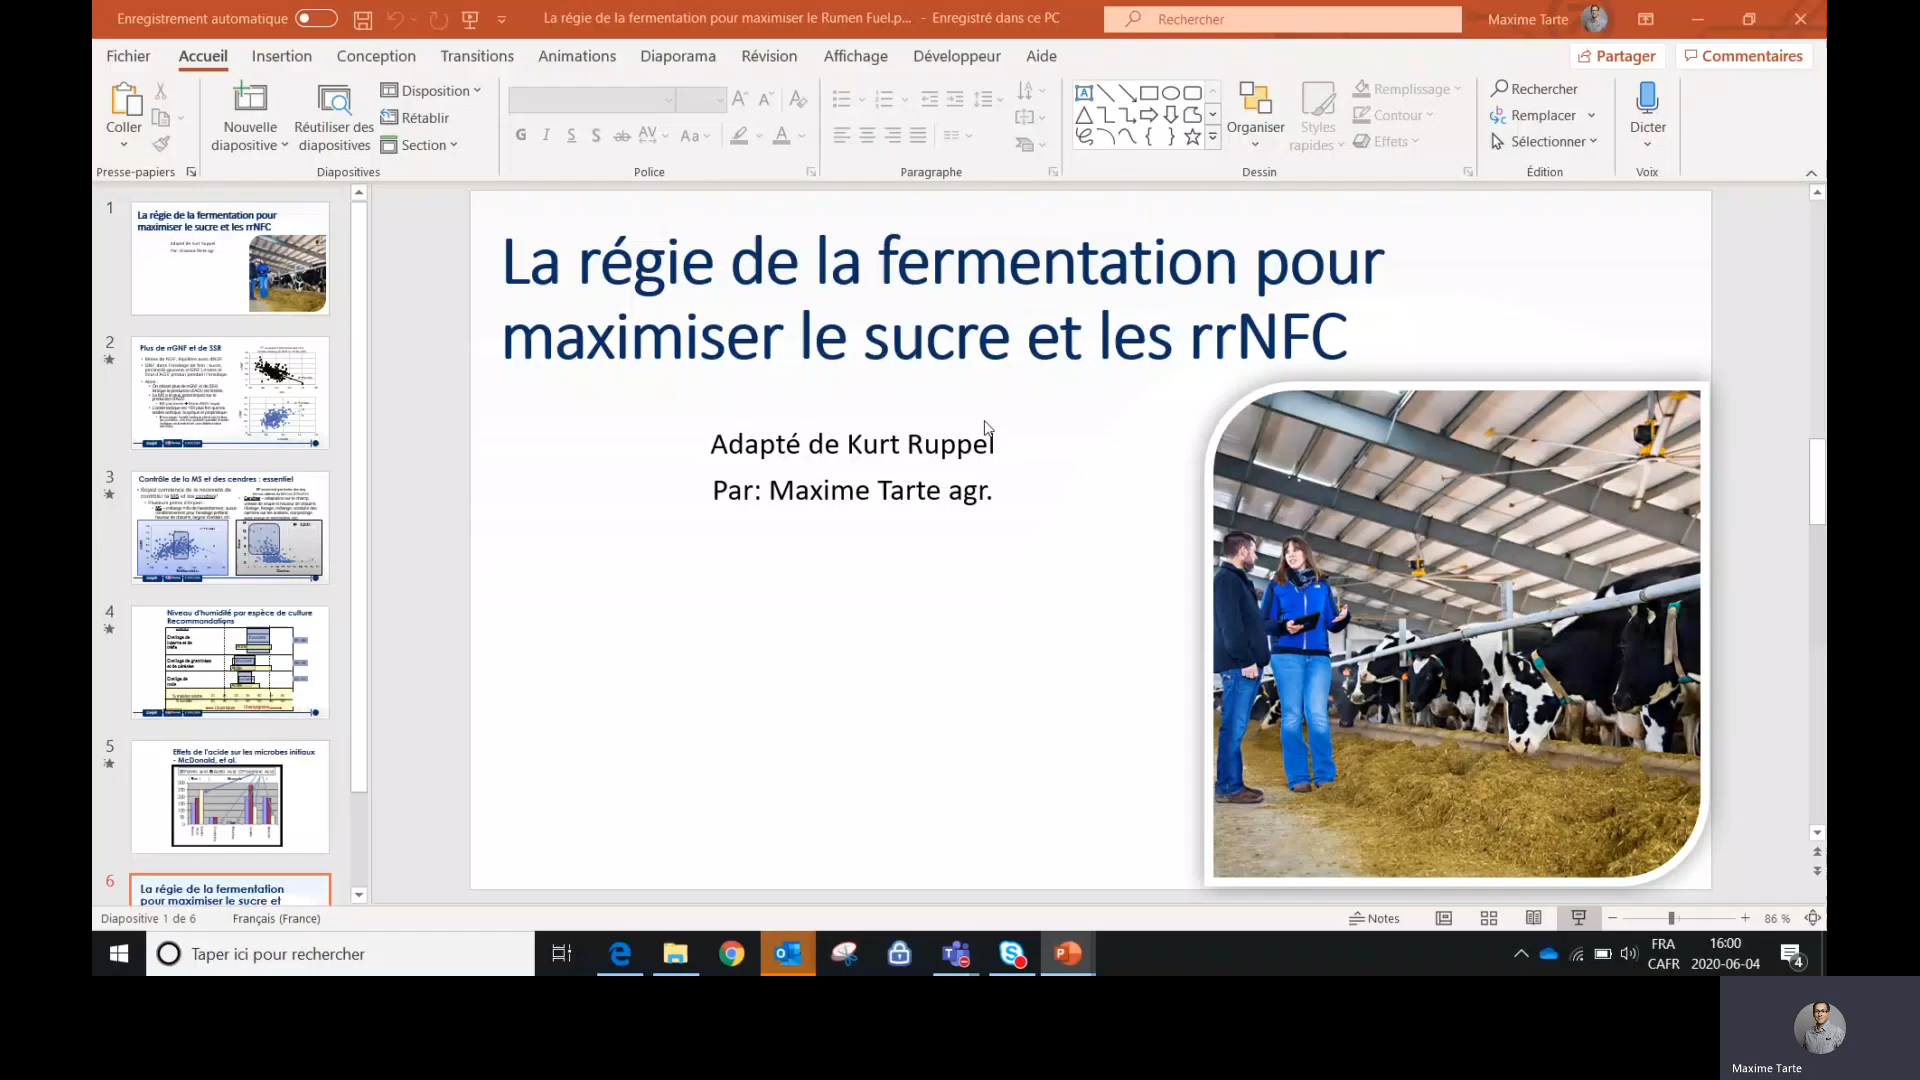 Enregistrement automatique
La régie de la fermentation pour maximiser le Rumen Fuel.p... - Enregistré dans ce PC
Rechercher
Maxime Tarte
Fichier
Accueil
Insertion
Conception
Transitions
Animations
Diaporama
Révision
Affichage
Développeur
Aide
Partager
Commentaires
Coller
Nouvelle
diapositive
Réutiliser des
diapositives
Disposition
Rétablir
Section
Organiser
Styles
rapides
Remplissage
Contour
Effets
Rechercher
Remplacer
Sélectionner
Dicter
Presse-papiers
Diapositives
Police
Paragraphe
Dessin
Édition
Voix
1
La régie de la fermentation pour
maximiser le sucre et les rrNFC
Adapté de Kurt Ruppel
Par: Maxime Tarte agr.
2
Plus de rrGNF et de SSR
3
Contrôle de la MS et des cendres : essentiel
4
Niveau d'humidité par espèce de culture
Recommandations
5
Effets de l'acide sur les microbes initiaux
- McDonald, et al.
6
La régie de la fermentation
pour maximiser le sucre et
La régie de la fermentation pour
maximiser le sucre et les rrNFC
Adapté de Kurt Ruppel
Par: Maxime Tarte agr.
Diapositive 1 de 6
Français (France)
Notes
86 %
Taper ici pour rechercher
FRA
CAFR
16:00
2020-06-04
4
Maxime Tarte